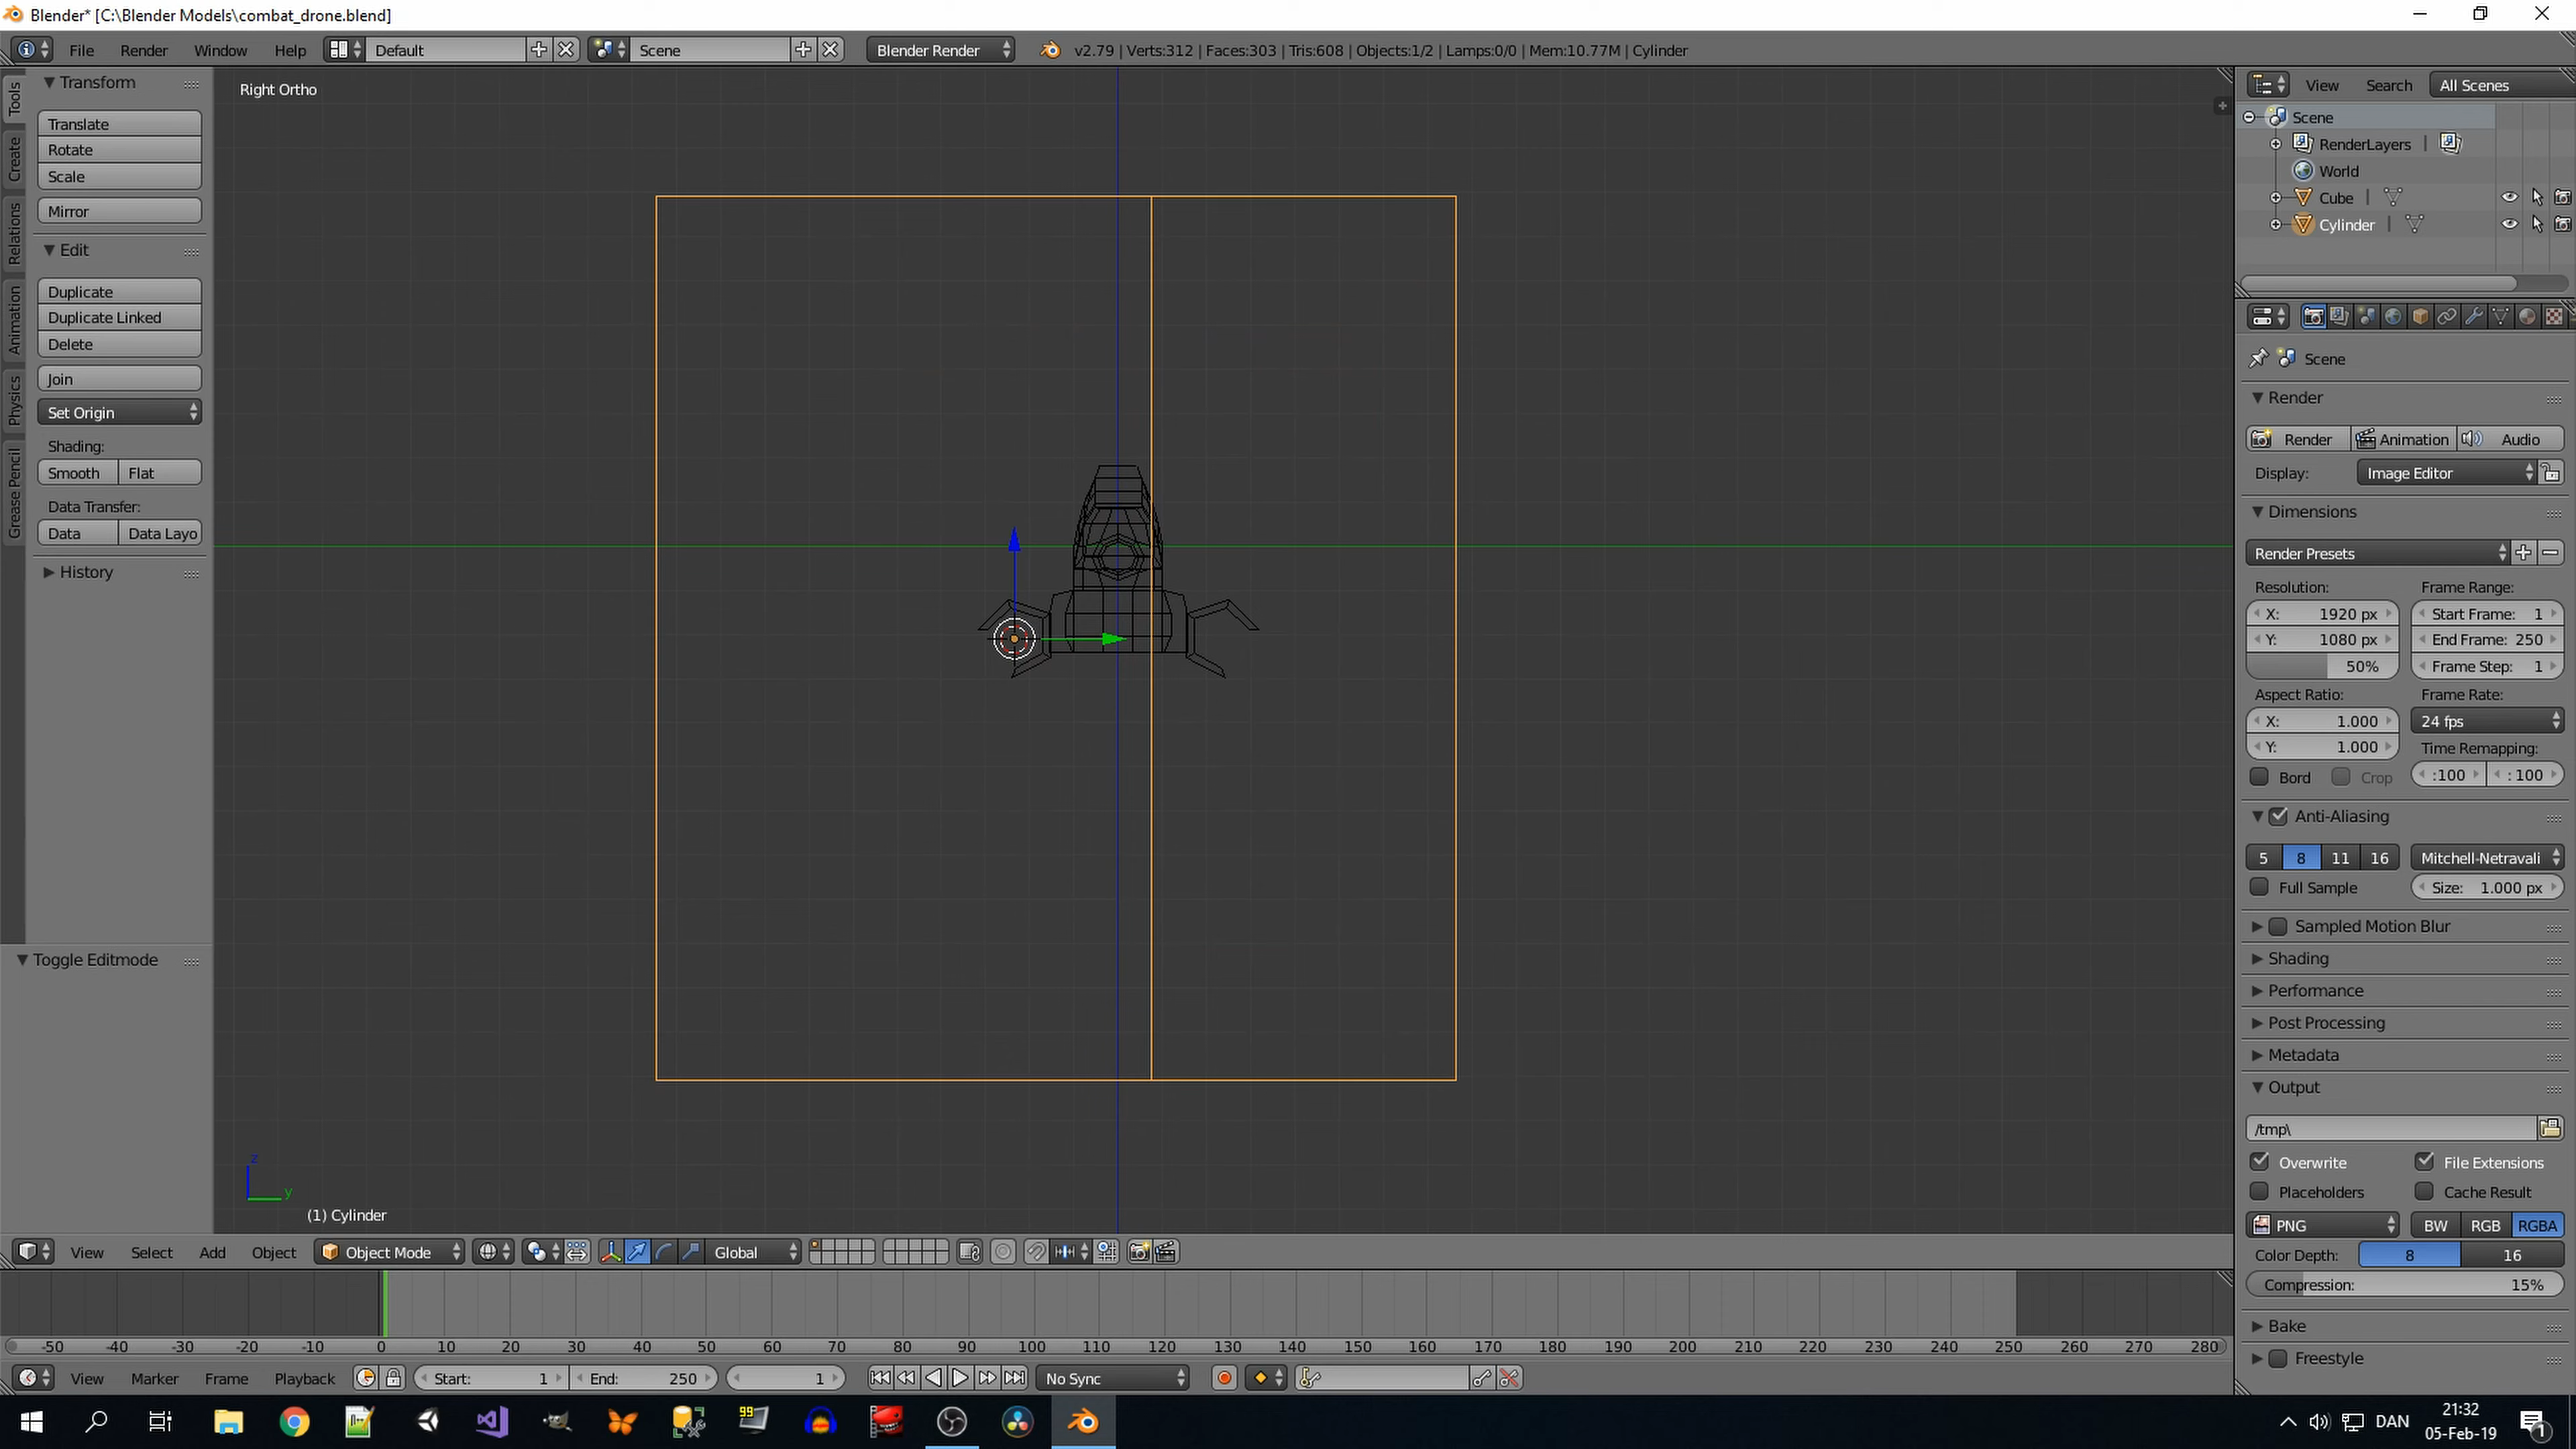 Blender* [C:\Blender Models\combat_drone.blend]
File Render Window Help Default Scene Blender Render v2.79 | Verts:312 | Faces:303 | Tris:608 | Objects:1/2 | Lamps:0/0 | Mem:10.77M | Cylinder
Tools
Create
Relations
Animation
Physics
Grease Pencil
Transform
Translate
Rotate
Scale
Mirror
Edit
Duplicate
Duplicate Linked
Delete
Join
Set Origin
Shading:
Smooth Flat
Data Transfer:
Data Data Layo
History
Toggle Editmode
Right Ortho
z
y
(1) Cylinder
View Select Add Object Object Mode Global
-50 -40 -30 -20 -10 0 10 20 30 40 50 60 70 80 90 100 110 120 130 140 150 160 170 180 190 200 210 220 230 240 250 260 270 280
View Marker Frame Playback Start: 1 End: 250 1 No Sync
View Search All Scenes
Scene
RenderLayers |
World
Cube |
Cylinder |
Scene
Render
Render Animation Audio
Display: Image Editor
Dimensions
Render Presets
Resolution: Frame Range:
X: 1920 px Start Frame: 1
Y: 1080 px End Frame: 250
50% Frame Step: 1
Aspect Ratio: Frame Rate:
X: 1.000 24 fps
Y: 1.000 Time Remapping:
Bord Crop :100 : 100
Anti-Aliasing
5 8 11 16 Mitchell-Netravali
Full Sample Size: 1.000 px
Sampled Motion Blur
Shading
Performance
Post Processing
Metadata
Output
/tmp\
Overwrite File Extensions
Placeholders Cache Result
PNG BW RGB RGBA
Color Depth: 8 16
Compression: 15%
Bake
Freestyle
99
DAN
21:32
05-Feb-19
1